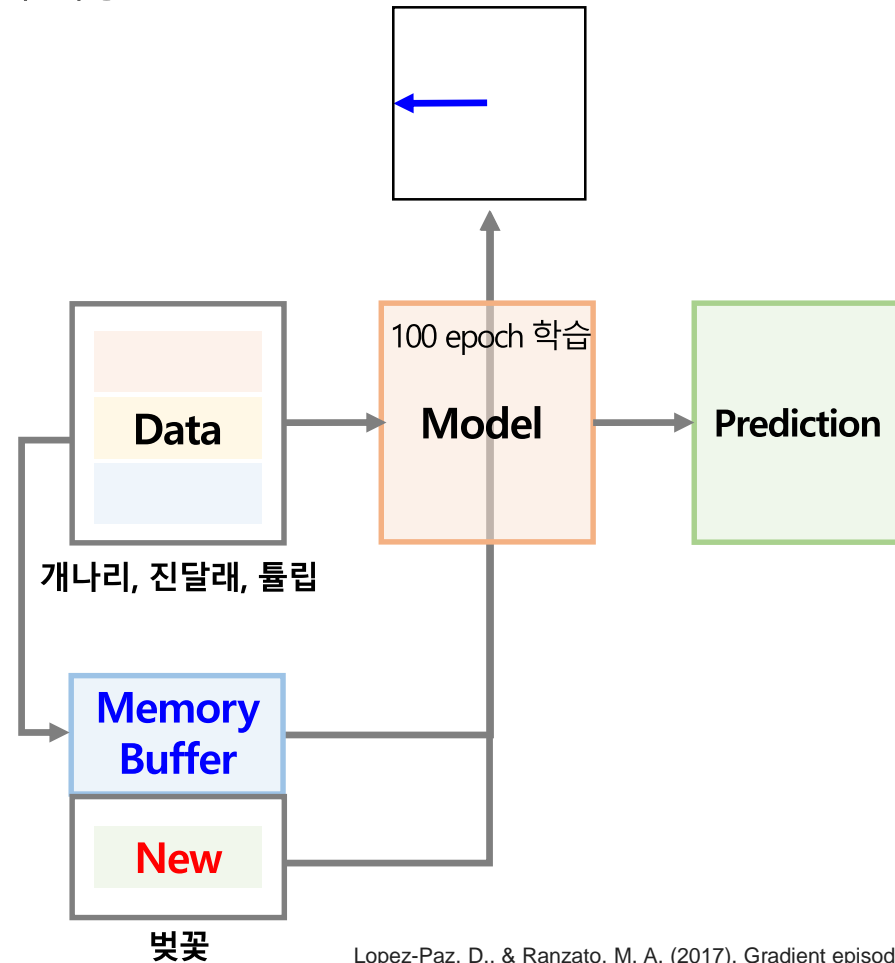 100 epoch 학습
Data
Model
Prediction
개나리, 진달래, 튤립
Memory
Buffer
New
벚꽃
Lopez-Paz, D., & Ranzato, M. A. (2017). Gradient episod